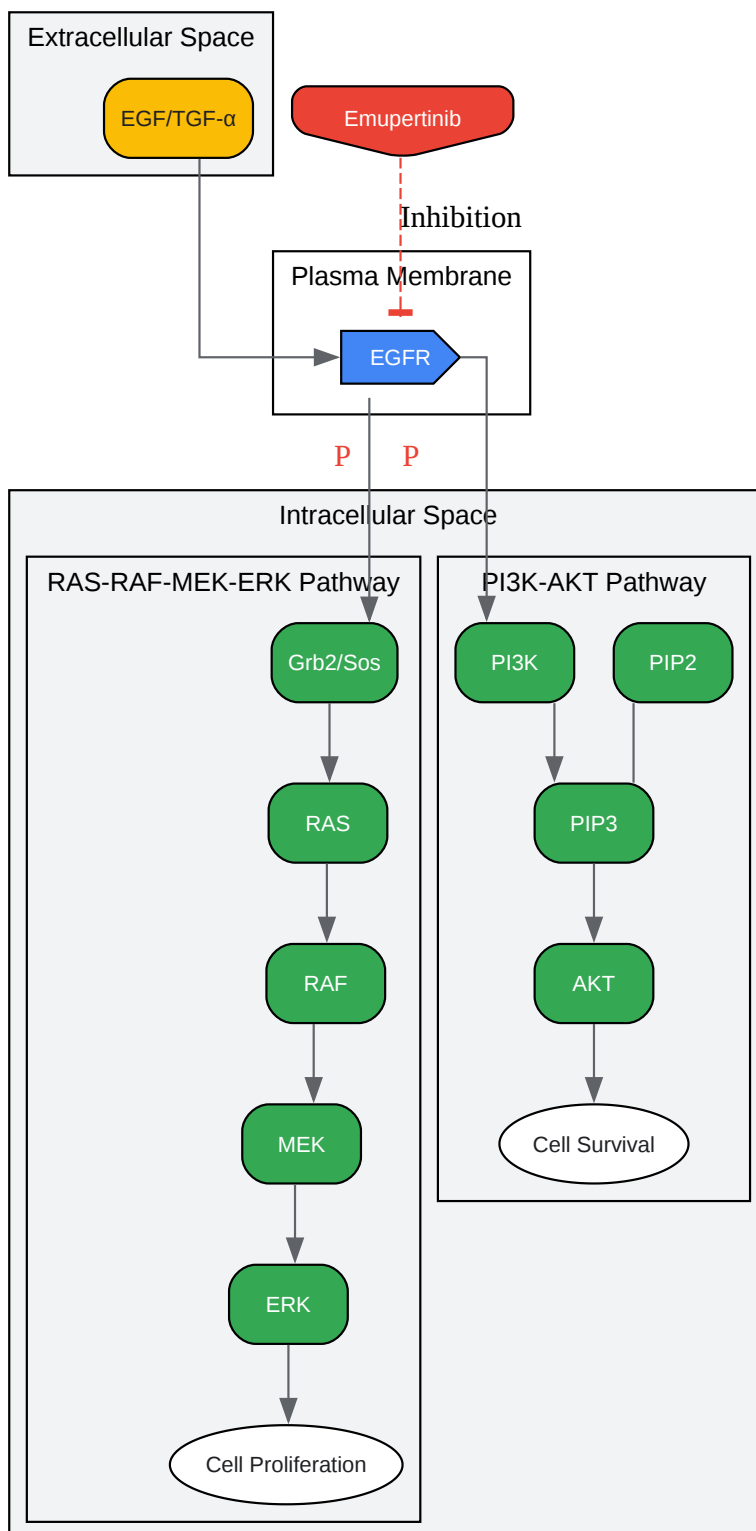 Extracellular Space
EGF/TGF-α
Emupertinib
Inhibition
Plasma Membrane
EGFR
P P
Intracellular Space
RAS-RAF-MEK-ERK Pathway
PI3K-AKT Pathway
Grb2/Sos
PI3K
PIP2
RAS
PIP3
RAF
AKT
MEK
Cell Survival
ERK
Cell Proliferation